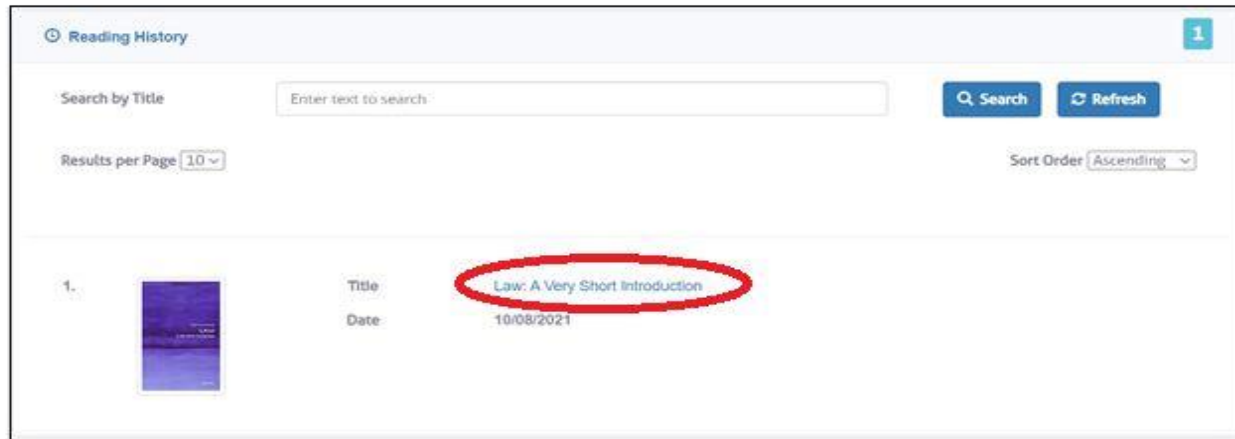 Reading History 1
Search by Title Enter text to search Search Refresh
Results per Page 10 Sort Order Ascending
1. Title Law: A Very Short Introduction
Date 10/08/2021